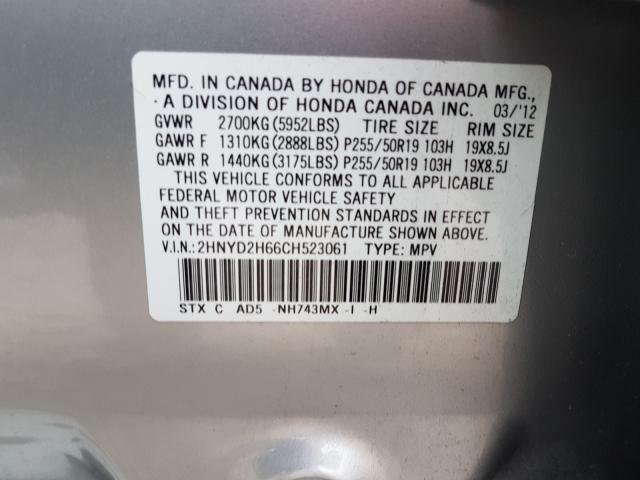 MFD. IN CANADA BY HONDA OF CANADA MFG.,
A DIVISION OF HONDA CANADA INC. 03/'12
GVWR 2700KG(5952LBS) TIRE SIZE RIM SIZE
GAWR F 1310KG(2888LBS) P255/50R19 103H 19X8.5J
GAWR R 1440KG(3175LBS) P255/50R19 103H 19X8.5J
THIS VEHICLE CONFORMS TO ALL APPLICABLE
FEDERAL MOTOR VEHICLE SAFETY
AND THEFT PREVENTION STANDARDS IN EFFECT
ON THE DATE OF MANUFACTURE SHOWN ABOVE.
V.I.N.:2HNYD2H66CH523061 TYPE: MPV
STX C AD5 -NH743MX -I -H